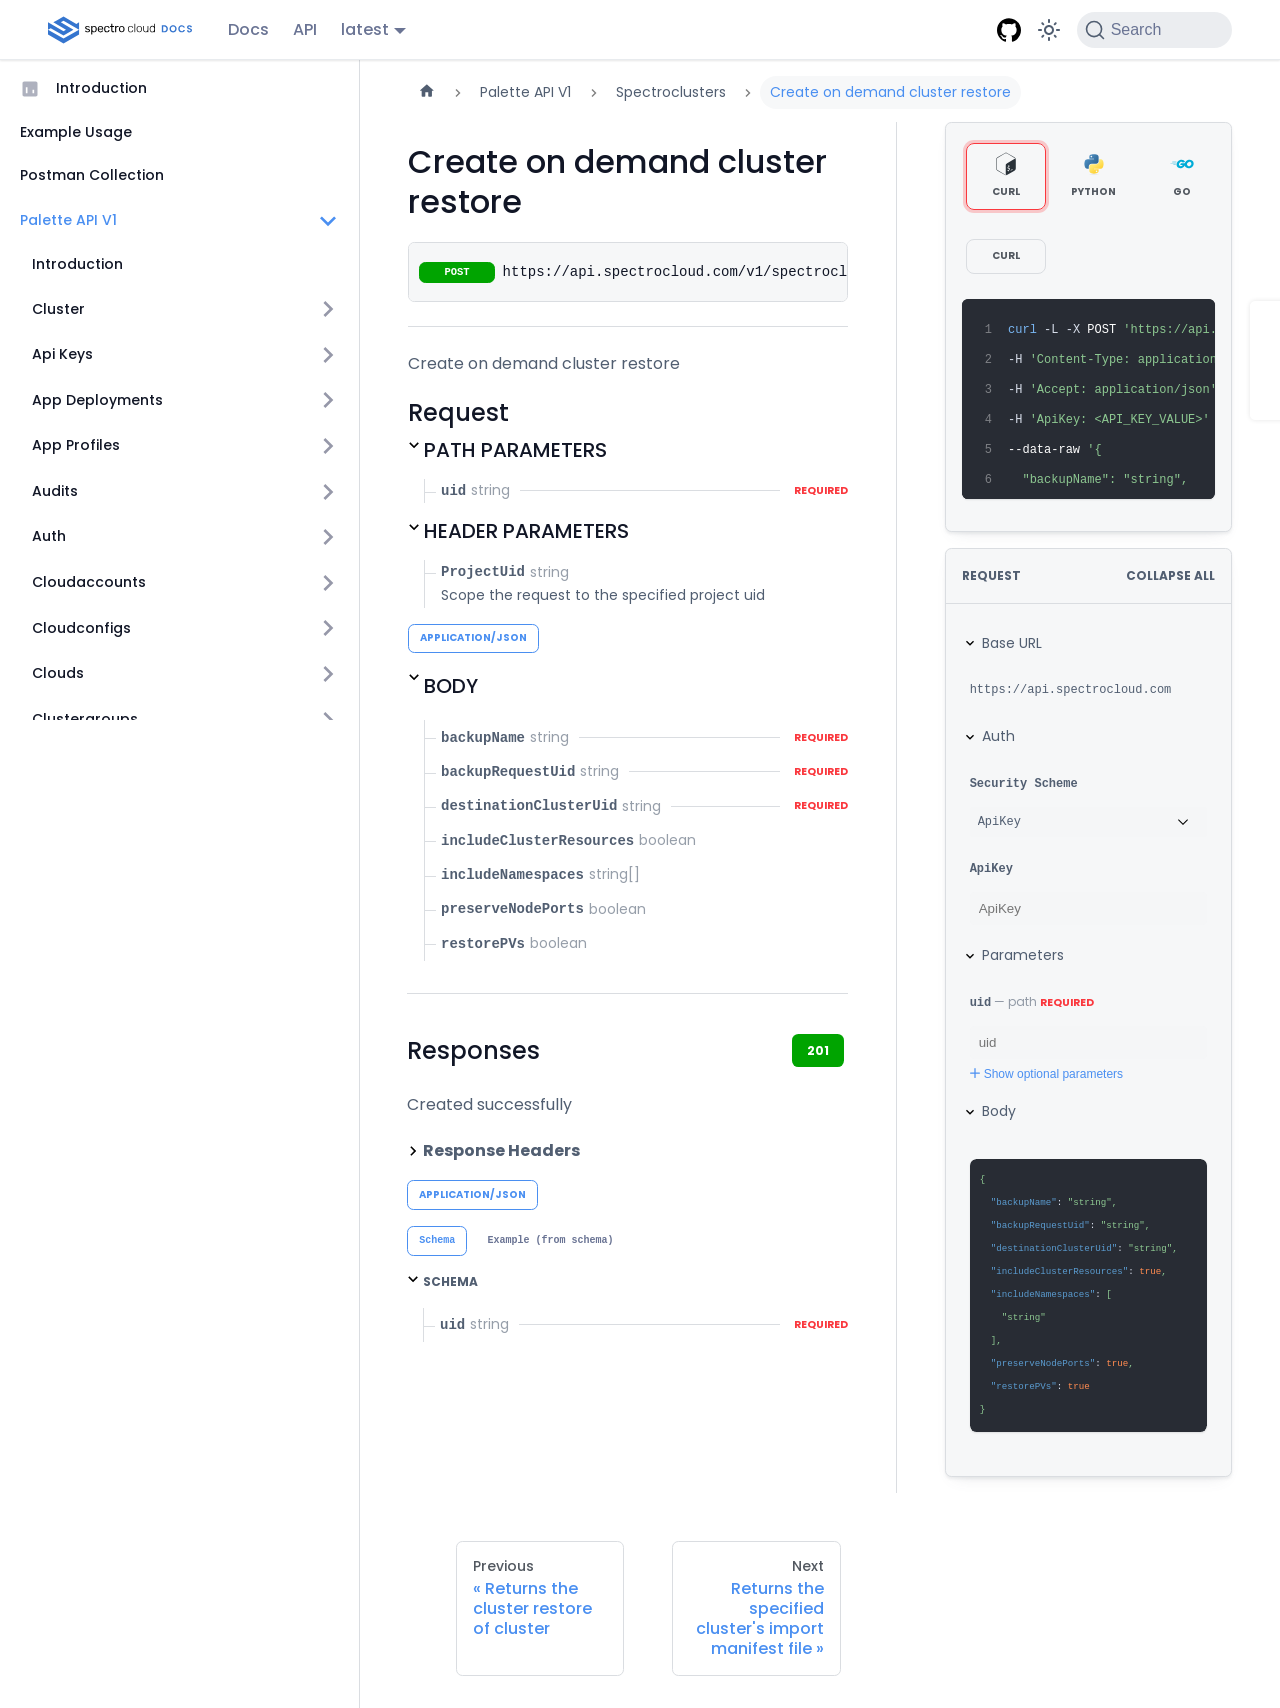 spectro cloud DOCS
Docs
API
latest
Search
Introduction
Example Usage
Postman Collection
Palette API V1
Introduction
Cluster
Api Keys
App Deployments
App Profiles
Audits
Auth
Cloudaccounts
Cloudconfigs
Clouds
Clustergroups
Palette API V1
Spectroclusters
Create on demand cluster restore
Create on demand cluster
restore
POST https://api.spectrocloud.com/v1/spectrocl
Create on demand cluster restore
Request
PATH PARAMETERS
uid string REQUIRED
HEADER PARAMETERS
ProjectUid string
Scope the request to the specified project uid
APPLICATION/JSON
BODY
backupName string REQUIRED
backupRequestUid string REQUIRED
destinationClusterUid string REQUIRED
includeClusterResources boolean
includeNamespaces string[]
preserveNodePorts boolean
restorePVs boolean
Responses
201
Created successfully
Response Headers
APPLICATION/JSON
Schema
Example (from schema)
SCHEMA
uid string REQUIRED
CURL
PYTHON
GO
CURL
1 curl -L -X POST 'https://api.
2 -H 'Content-Type: application
3 -H 'Accept: application/json'
4 -H 'ApiKey: <API_KEY_VALUE>'
5 --data-raw '{
6 "backupName": "string",
REQUEST
COLLAPSE ALL
Base URL
https://api.spectrocloud.com
Auth
Security Scheme
ApiKey
ApiKey
ApiKey
Parameters
uid — path REQUIRED
uid
Show optional parameters
Body
{
"backupName": "string",
"backupRequestUid": "string",
"destinationClusterUid": "string",
"includeClusterResources": true,
"includeNamespaces": [
"string"
],
"preserveNodePorts": true,
"restorePVs": true
}
Previous
« Returns the
cluster restore
of cluster
Next
Returns the
specified
cluster's import
manifest file »